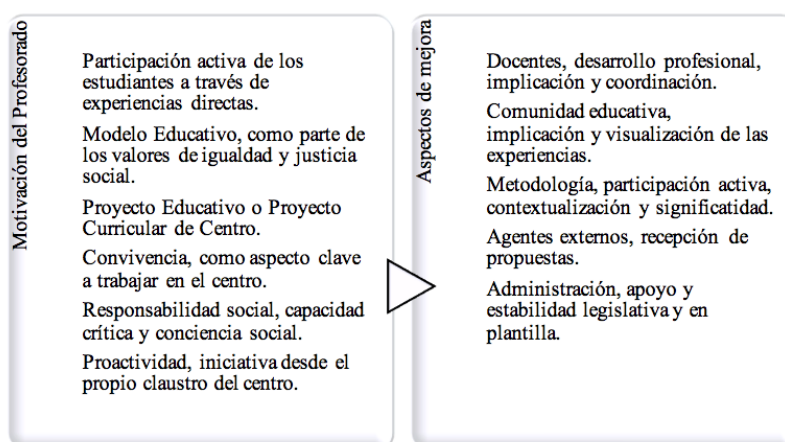 Motivación del Profesorado
Participación activa de los
estudiantes a través de
experiencias directas.
Modelo Educativo, como parte de
los valores de igualdad y justicia
social.
Proyecto Educativo o Proyecto
Curricular de Centro.
Convivencia, como aspecto clave
a trabajar en el centro.
Responsabilidad social, capacidad
crítica y conciencia social.
Proactividad, iniciativa desde el
propio claustro del centro.
Aspectos de mejora
Docentes, desarrollo profesional,
implicación y coordinación.
Comunidad educativa,
implicación y visualización de las
experiencias.
Metodología, participación activa,
contextualización y significatidad.
Agentes externos, recepción de
propuestas.
Administración, apoyo y
estabilidad legislativa y en
plantilla.